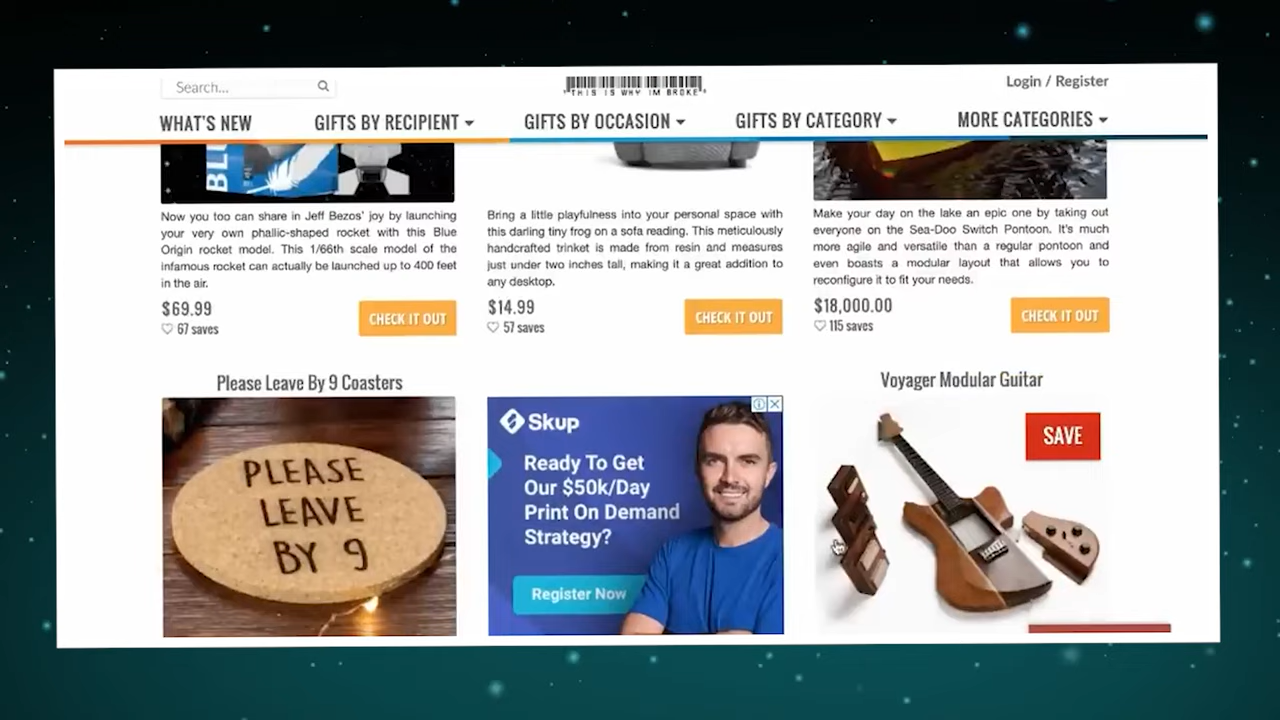 Search...
THIS IS WHY IM BROKE
Login / Register
WHAT'S NEW
GIFTS BY RECIPIENT
GIFTS BY OCCASION
GIFTS BY CATEGORY
MORE CATEGORIES
BL
Now you too can share in Jeff Bezos' joy by launching
your very own phallic-shaped rocket with this Blue
Origin rocket model. This 1/66th scale model of the
infamous rocket can actually be launched up to 400 feet
in the air.
$69.99
67 saves
CHECK IT OUT
Bring a little playfulness into your personal space with
this darling tiny frog on a sofa reading. This meticulously
handcrafted trinket is made from resin and measures
just under two inches tall, making it a great addition to
any desktop.
$14.99
57 saves
CHECK IT OUT
Make your day on the lake an epic one by taking out
everyone on the Sea-Doo Switch Pontoon. It's much
more agile and versatile than a regular pontoon and
even boasts a modular layout that allows you to
reconfigure it to fit your needs.
$18,000.00
115 saves
CHECK IT OUT
Please Leave By 9 Coasters
PLEASE
LEAVE
BY 9
Skup
Ready To Get
Our $50k/Day
Print On Demand
Strategy?
Register Now
Voyager Modular Guitar
SAVE